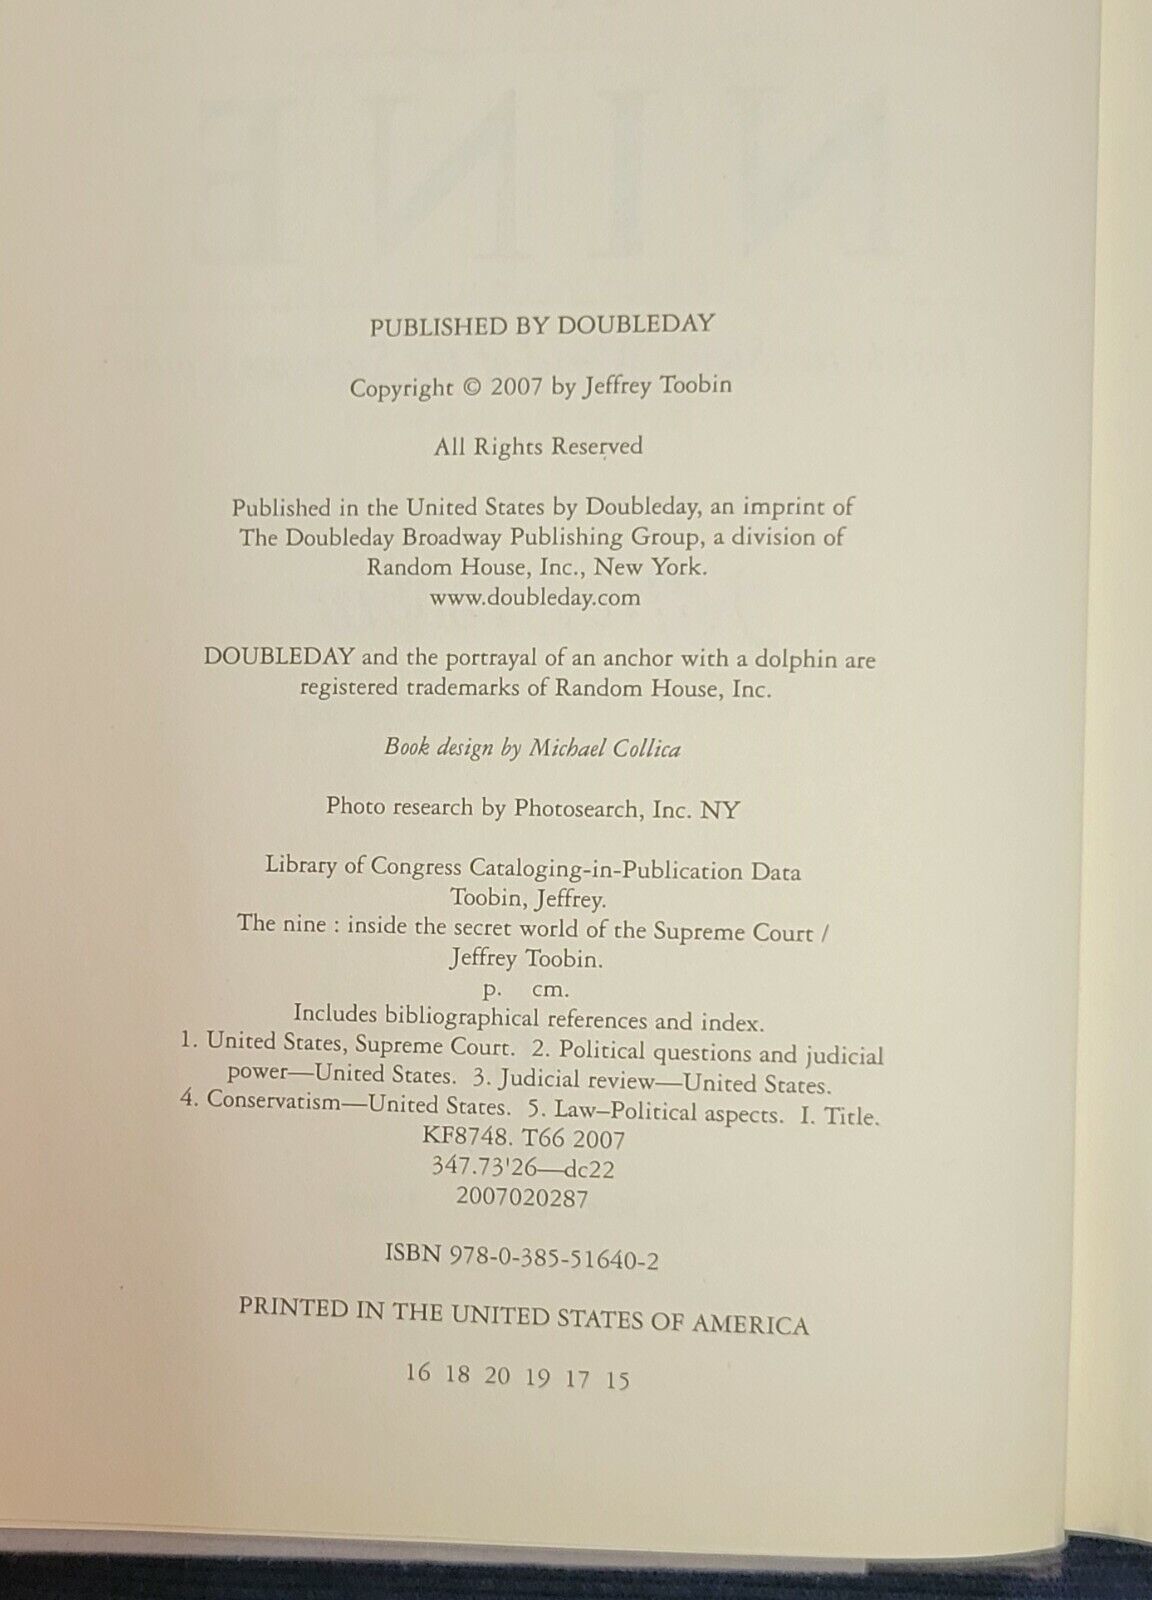 PUBLISHED BY DOUBLEDAY
Copyright © 2007 by Jeffrey Toobin
All Rights Reserved
Published in the United States by Doubleday, an imprint of
The Doubleday Broadway Publishing Group, a division of
Random House, Inc., New York.
www.doubleday.com
DOUBLEDAY and the portrayal of an anchor with a dolphin are
registered trademarks of Random House, Inc.
Book design by Michael Collica
Photo research by Photosearch, Inc. NY
Library of Congress Cataloging-in-Publication Data
Toobin, Jeffrey.
The nine : inside the secret world of the Supreme Court /
Jeffrey Toobin.
p. cm.
Includes bibliographical references and index.
1. United States, Supreme Court. 2. Political questions and judicial
power—United States. 3. Judicial review—United States.
4. Conservatism—United States. 5. Law–Political aspects. I. Title.
KF8748. T66 2007
347.73'26—dc22
2007020287
ISBN 978-0-385-51640-2
PRINTED IN THE UNITED STATES OF AMERICA
16 18 20 19 17 15